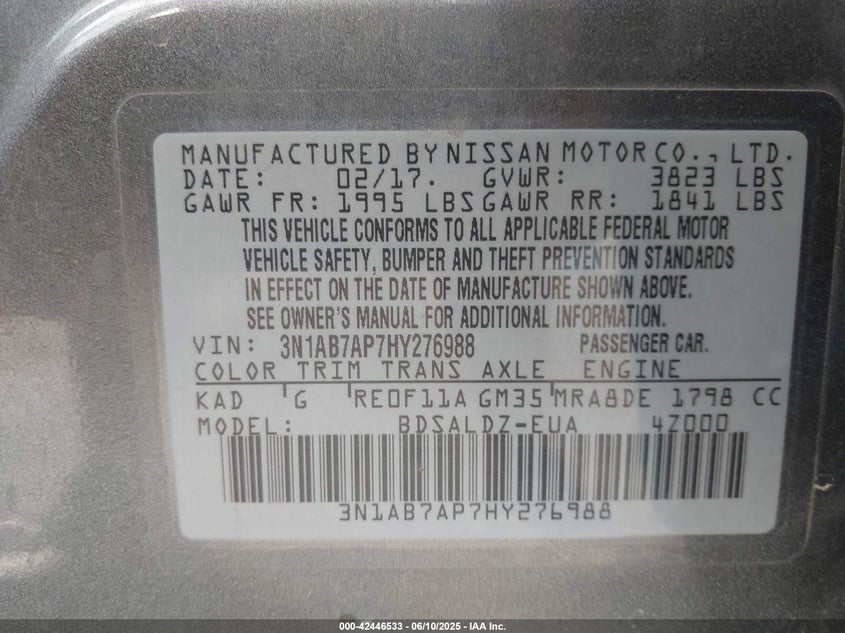 MANUFACTURED BY NISSAN MOTOR CO., LTD.
DATE: 02/17. GVWR: 3823 LBS
GAWR FR: 1995 LBS GAWR RR: 1841 LBS
THIS VEHICLE CONFORMS TO ALL APPLICABLE FEDERAL MOTOR
VEHICLE SAFETY, BUMPER AND THEFT PREVENTION STANDARDS
IN EFFECT ON THE DATE OF MANUFACTURE SHOWN ABOVE.
SEE OWNER'S MANUAL FOR ADDITIONAL INFORMATION.
VIN: 3N1AB7AP7HY276988 PASSENGER CAR.
COLOR TRIM TRANS AXLE ENGINE
KAD G RE0F11A GM35 MRA8DE 1798 CC
MODEL: BDSALDZ-EUA 4Z000
3N1AB7AP7HY276988
000-42446533 - 06/10/2025 - IAA Inc.